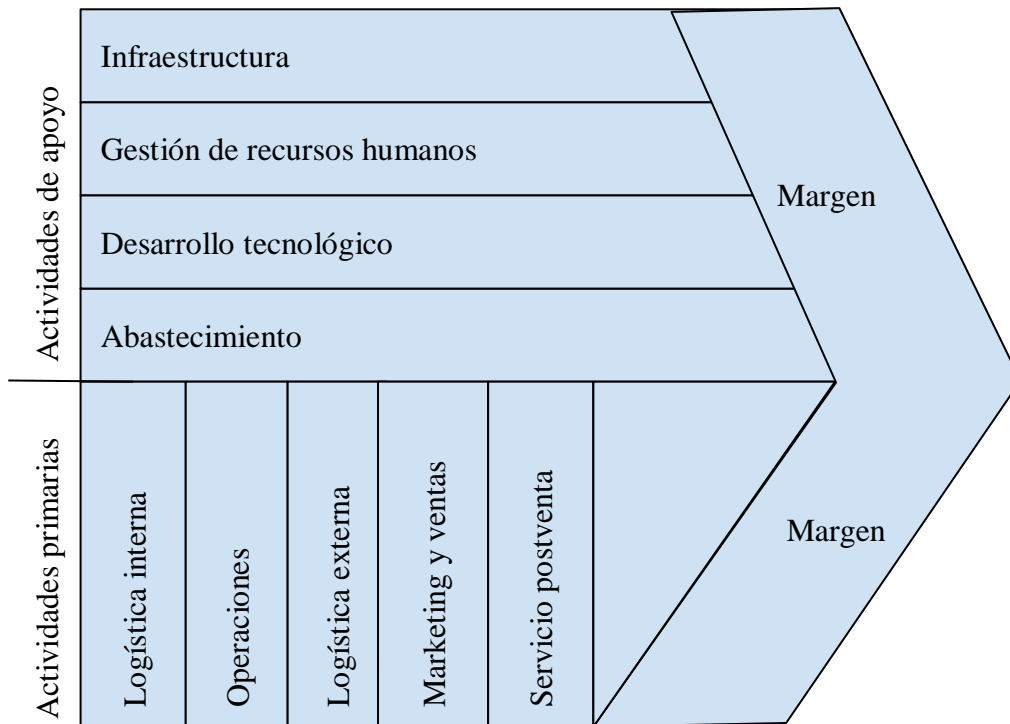 Actividades de apoyo
Infraestructura
Gestión de recursos humanos
Desarrollo tecnológico
Abastecimiento
Margen
Actividades primarias
Logística interna
Operaciones
Logística externa
Marketing y ventas
Servicio postventa
Margen